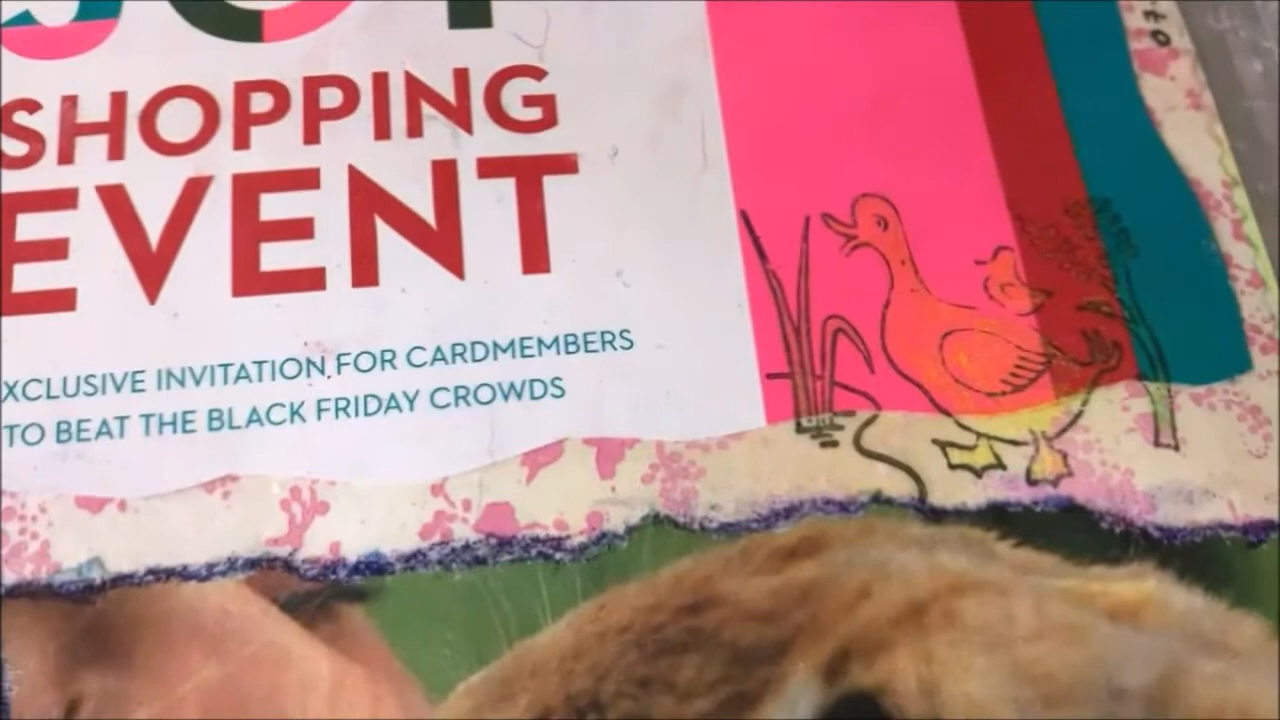 SHOPPING
EVENT
XCLUSIVE INVITATION FOR CARDMEMBERS
TO BEAT THE BLACK FRIDAY CROWDS